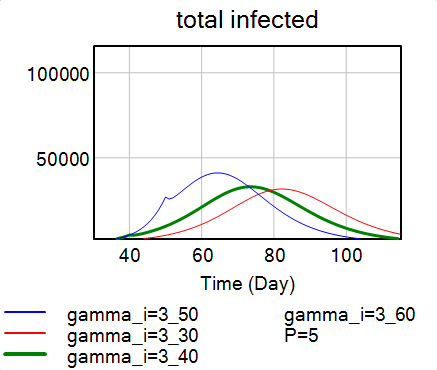 total infected
100000
50000
40 60 80 100
Time (Day)
gamma_i=3_50 gamma_i=3_60
gamma_i=3_30 P=5
gamma_i=3_40